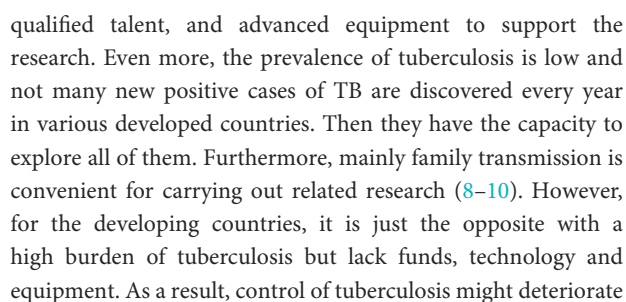 qualified talent, and advanced equipment to support the
research. Even more, the prevalence of tuberculosis is low and
not many new positive cases of TB are discovered every year
in various developed countries. Then they have the capacity to
explore all of them. Furthermore, mainly family transmission is
convenient for carrying out related research (8–10). However,
for the developing countries, it is just the opposite with a
high burden of tuberculosis but lack funds, technology and
equipment. As a result, control of tuberculosis might deteriorate